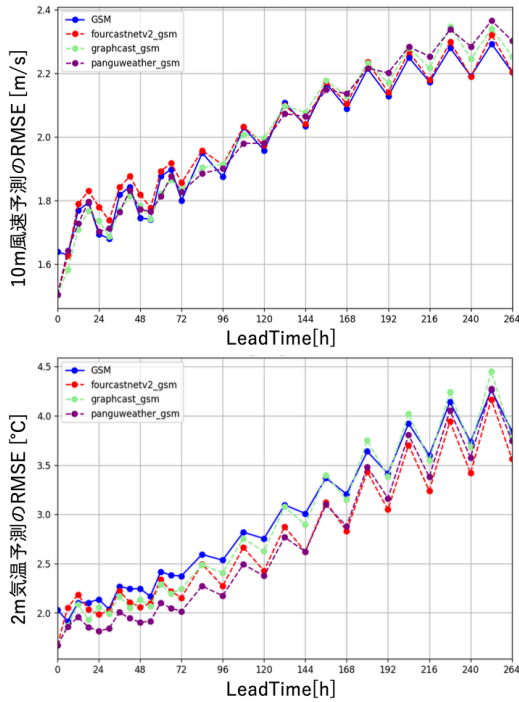 GSM
fourcastnetv2_gsm
graphcast_gsm
panguweather_gsm
10m風速予測のRMSE [m/s]
2.4
2.2
2.0
1.8
1.6
0 24 48 72 96 120 144 168 192 216 240 264
LeadTime[h]
GSM
fourcastnetv2_gsm
graphcast_gsm
panguweather_gsm
2m気温予測のRMSE [℃]
4.5
4.0
3.5
3.0
2.5
2.0
0 24 48 72 96 120 144 168 192 216 240 264
LeadTime[h]